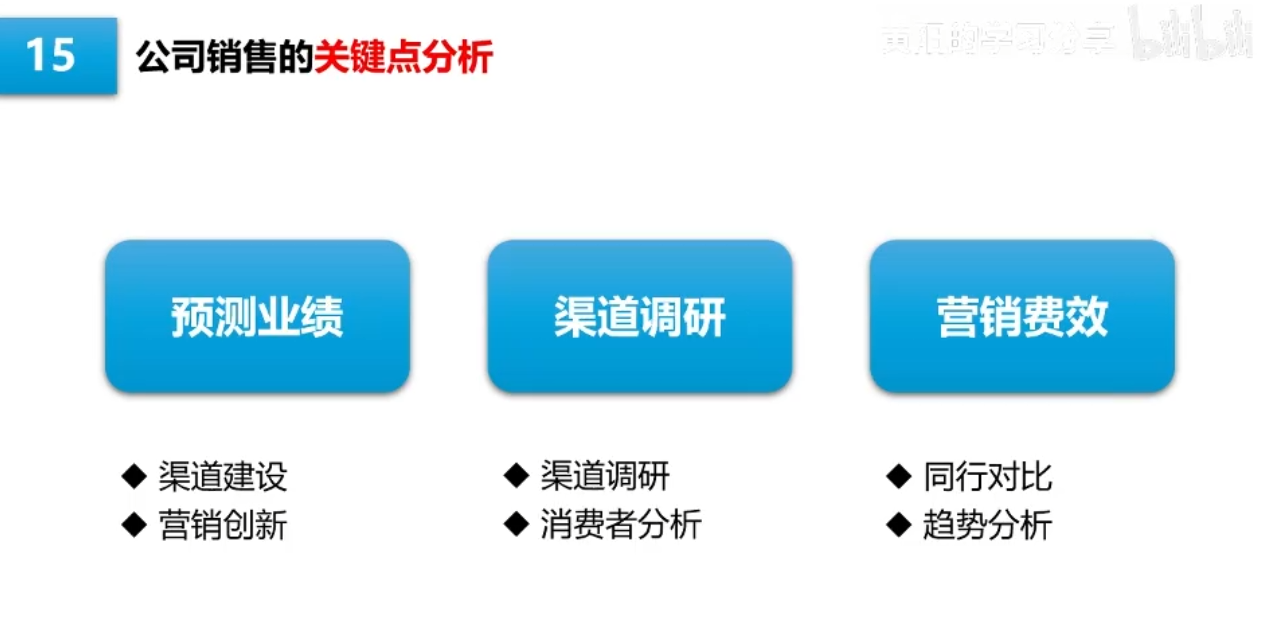 15
公司销售的关键点分析
bilibili
预测业绩
渠道调研
营销费效
◆ 渠道建设
◆ 营销创新
◆ 渠道调研
◆ 消费者分析
◆ 同行对比
◆ 趋势分析